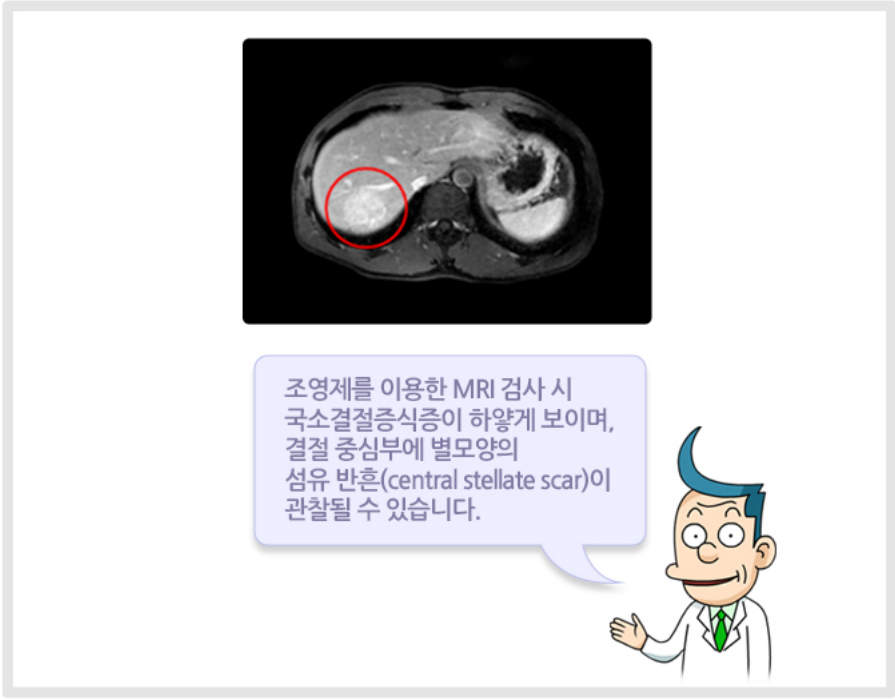 조영제를 이용한 MRI 검사 시
국소결절증식증이 하얗게 보이며,
결절 중심부에 별모양의
섬유 반흔(central stellate scar)이
관찰될 수 있습니다.